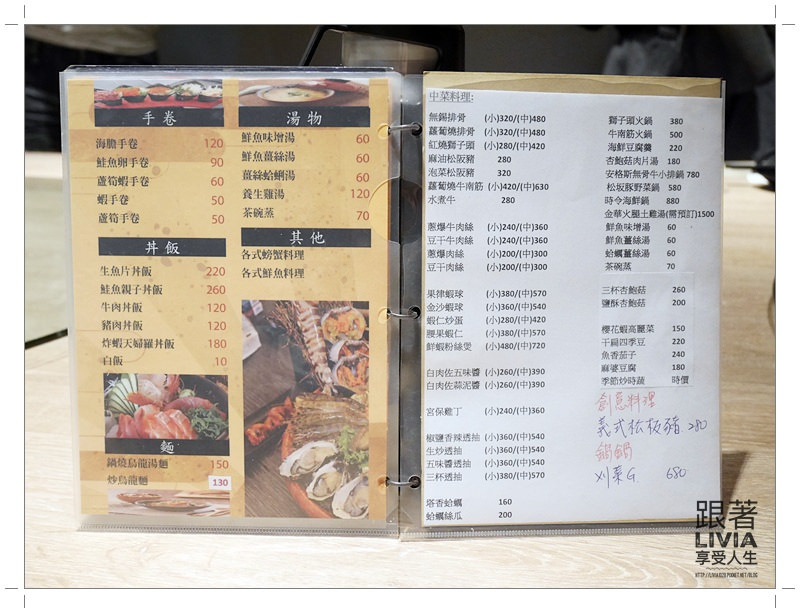 手卷
海膽手卷 120
鮭魚卵手卷 90
蘆筍蝦手卷 60
蝦手卷 50
蘆筍手卷 50
丼飯
生魚片丼飯 220
鮭魚親子丼飯 260
牛肉丼飯 120
豬肉丼飯 120
炸蝦天婦羅丼飯 180
白飯 10
麵
鍋燒烏龍湯麵 150
炒烏龍麵 130
湯物
鮮魚味增湯 60
鮮魚薑絲湯 60
薑絲蛤蜊湯 60
養生雞湯 120
茶碗蒸 70
其他
各式螃蟹料理
各式鮮魚料理
中菜料理:
無錫排骨 (小)320/(中)480
蘿蔔燒排骨 (小)320/(中)480
紅燒獅子頭 (小)280/(中)420
麻油松阪豬 280
泡菜松阪豬 320
蘿蔔燒牛南筋 (小)420/(中)630
水煮牛 280
蔥爆牛肉絲 (小)240/(中)360
豆干牛肉絲 (小)240/(中)360
蔥爆肉絲 (小)200/(中)300
豆干肉絲 (小)200/(中)300
果律蝦球 (小)380/(中)570
金沙蝦球 (小)360/(中)540
蝦仁炒蛋 (小)280/(中)420
腰果蝦仁 (小)380/(中)570
鮮蝦粉絲煲 (小)480/(中)720
白肉佐五味醬 (小)260/(中)390
白肉佐蒜泥醬 (小)260/(中)390
宮保雞丁 (小)240/(中)360
椒鹽香辣透抽 (小)360/(中)540
生炒透抽 (小)360/(中)540
五味醬透抽 (小)360/(中)540
三杯透抽 (小)380/(中)570
塔香蛤蠣 160
蛤蠣絲瓜 200
獅子頭火鍋 380
牛南筋火鍋 500
海鮮豆腐羹 220
杏鮑菇肉片湯 180
安格斯無骨牛小排鍋 780
松坂豚野菜鍋 580
時令海鮮鍋 880
金華火腿土雞湯(需預訂)1500
鮮魚味增湯 60
鮮魚薑絲湯 60
蛤蠣薑絲湯 60
茶碗蒸 70
三杯杏鮑菇 260
鹽酥杏鮑菇 200
櫻花蝦高麗菜 150
干扁四季豆 220
魚香茄子 240
麻婆豆腐 180
季節炒時蔬 時價
創意料理
義式松板豬 280
刈菜G 680
跟著
LIVIA
享受人生
HTTP://LIVIA1028.PIXNET.NET/BLOG